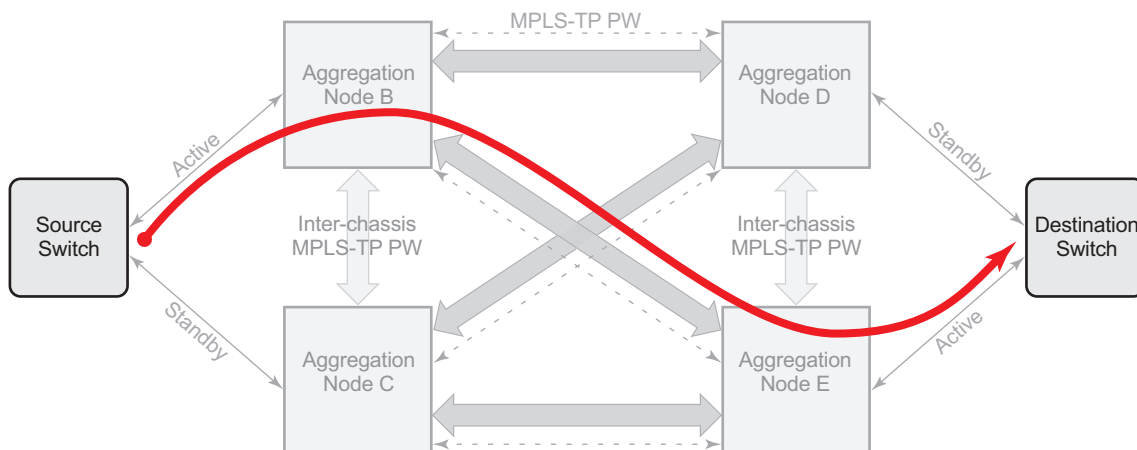 MPLS-TP PW
Aggregation
Node B
Aggregation
Node D
Active
Standby
Source
Switch
Inter-chassis
MPLS-TP PW
Inter-chassis
MPLS-TP PW
Destination
Switch
Standby
Active
Aggregation
Node C
Aggregation
Node E